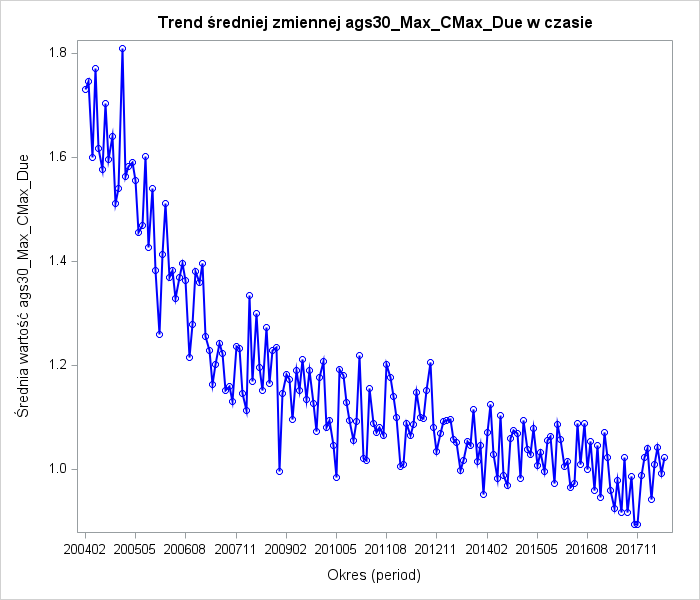 Trend średniej zmiennej ags30_Max_CMax_Due w czasie
Średnia wartość ags30_Max_CMax_Due
1.8
1.6
1.4
1.2
1.0
200402 200505 200608 200711 200902 201005 201108 201211 201402 201505 201608 201711
Okres (period)